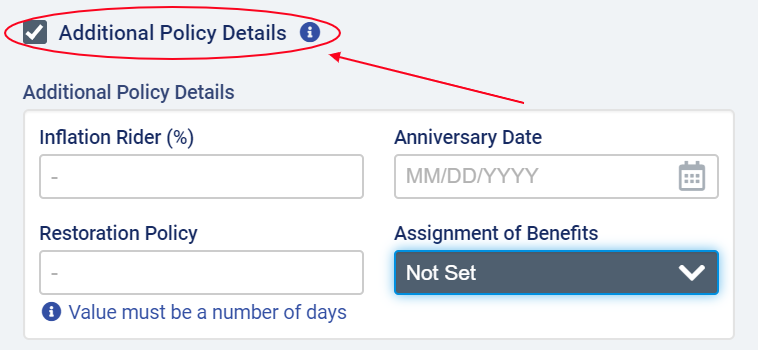 Additional Policy Details
Additional Policy Details
Inflation Rider (%)
Anniversary Date
-
MM/DD/YYYY
Restoration Policy
Assignment of Benefits
-
Not Set
Value must be a number of days